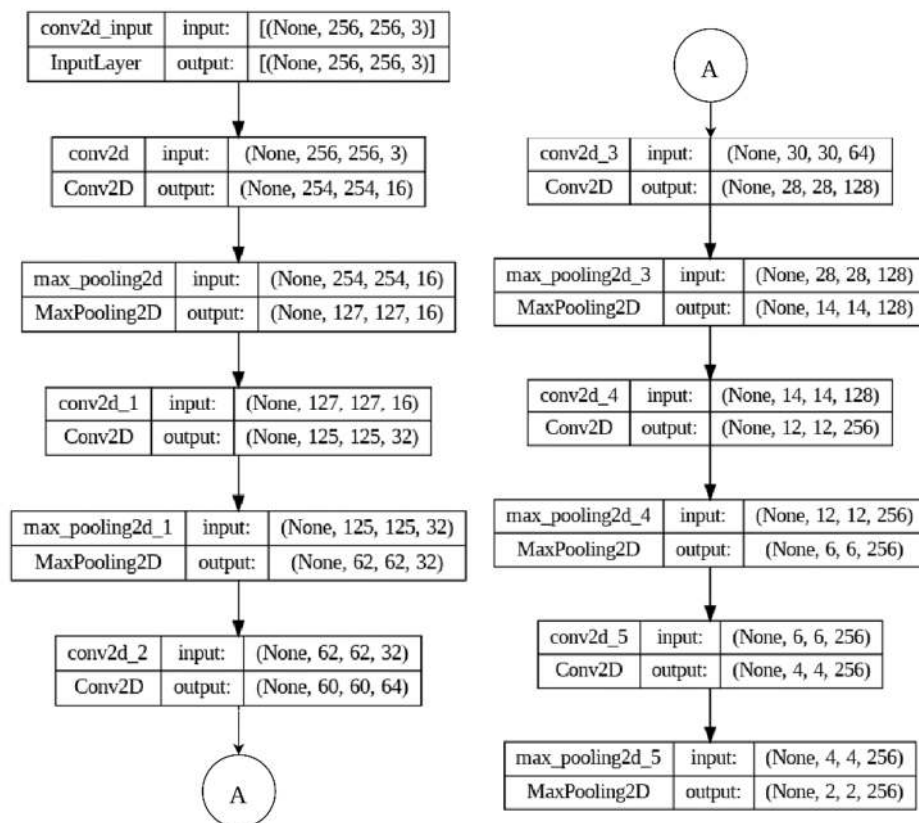 conv2d_input input: [(None, 256, 256, 3)]
InputLayer output: [(None, 256, 256, 3)]
conv2d input: (None, 256, 256, 3)
Conv2D output: (None, 254, 254, 16)
max_pooling2d input: (None, 254, 254, 16)
MaxPooling2D output: (None, 127, 127, 16)
conv2d_1 input: (None, 127, 127, 16)
Conv2D output: (None, 125, 125, 32)
max_pooling2d_1 input: (None, 125, 125, 32)
MaxPooling2D output: (None, 62, 62, 32)
conv2d_2 input: (None, 62, 62, 32)
Conv2D output: (None, 60, 60, 64)
A
A
conv2d_3 input: (None, 30, 30, 64)
Conv2D output: (None, 28, 28, 128)
max_pooling2d_3 input: (None, 28, 28, 128)
MaxPooling2D output: (None, 14, 14, 128)
conv2d_4 input: (None, 14, 14, 128)
Conv2D output: (None, 12, 12, 256)
max_pooling2d_4 input: (None, 12, 12, 256)
MaxPooling2D output: (None, 6, 6, 256)
conv2d_5 input: (None, 6, 6, 256)
Conv2D output: (None, 4, 4, 256)
max_pooling2d_5 input: (None, 4, 4, 256)
MaxPooling2D output: (None, 2, 2, 256)